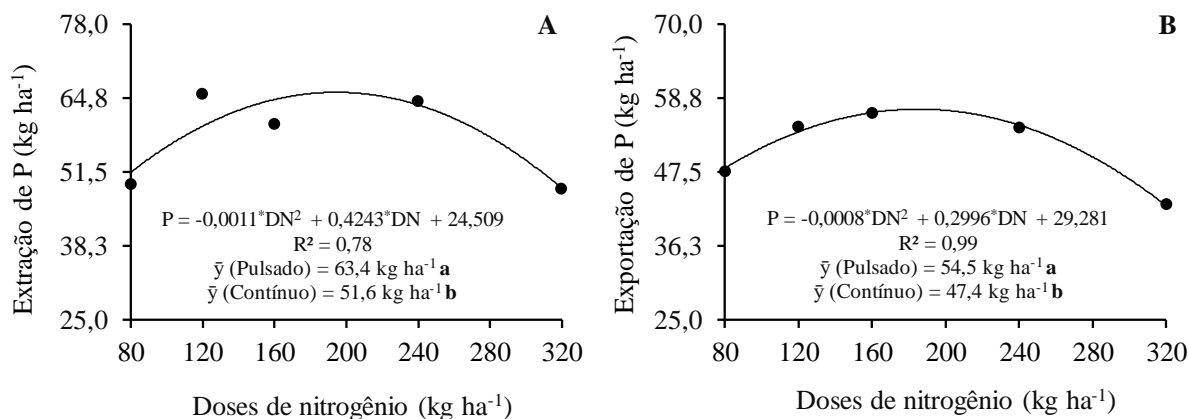 A
Extração de P (kg ha⁻¹)
78,0
64,8
51,5
38,3
25,0
P = -0,0011*DN² + 0,4243*DN + 24,509
R² = 0,78
ȳ (Pulsado) = 63,4 kg ha⁻¹ a
ȳ (Contínuo) = 51,6 kg ha⁻¹ b
80 120 160 200 240 280 320
Doses de nitrogênio (kg ha⁻¹)
B
Exportação de P (kg ha⁻¹)
70,0
58,8
47,5
36,3
25,0
P = -0,0008*DN² + 0,2996*DN + 29,281
R² = 0,99
ȳ (Pulsado) = 54,5 kg ha⁻¹ a
ȳ (Contínuo) = 47,4 kg ha⁻¹ b
80 120 160 200 240 280 320
Doses de nitrogênio (kg ha⁻¹)